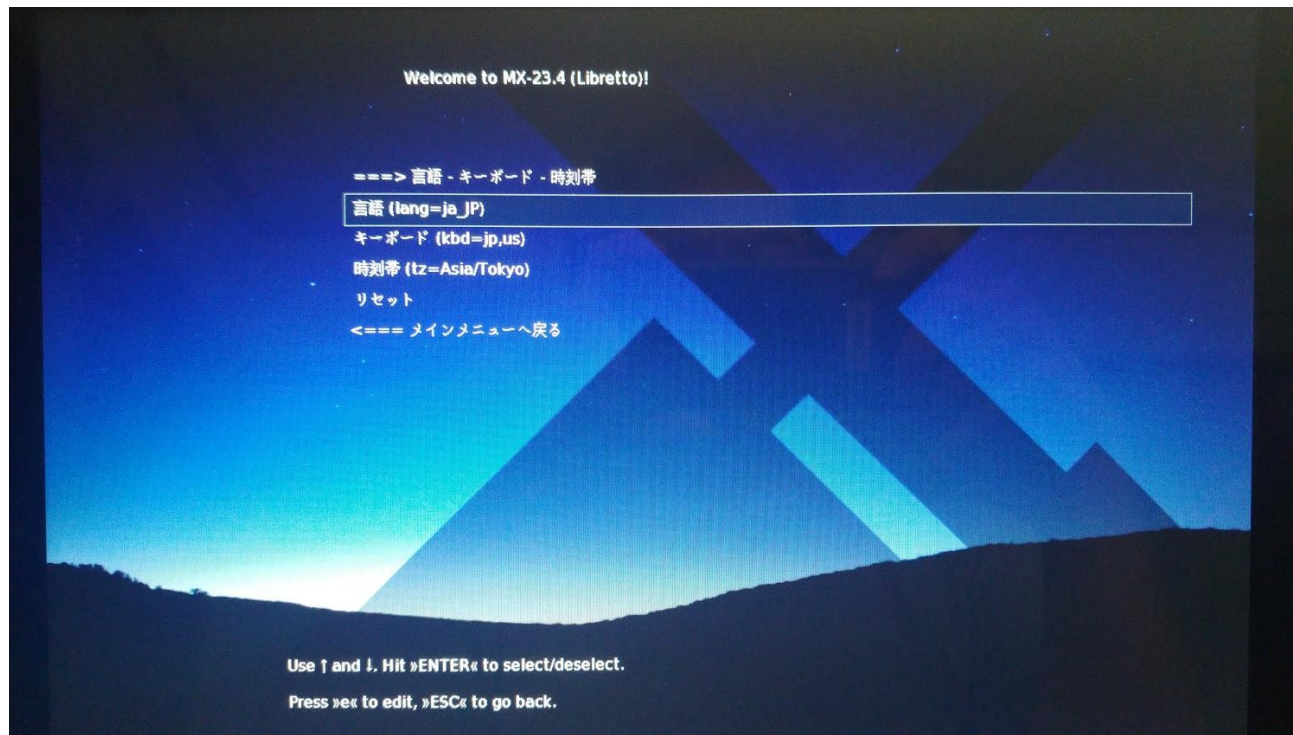 Welcome to MX-23.4 (Libretto)!
===> 言語 - キーボード - 時刻帯
言語 (lang=ja_JP)
キーボード (kbd=jp,us)
時刻帯 (tz=Asia/Tokyo)
リセット
<=== メインメニューへ戻る
Use ↑ and ↓. Hit »ENTER« to select/deselect.
Press »e« to edit, »ESC« to go back.